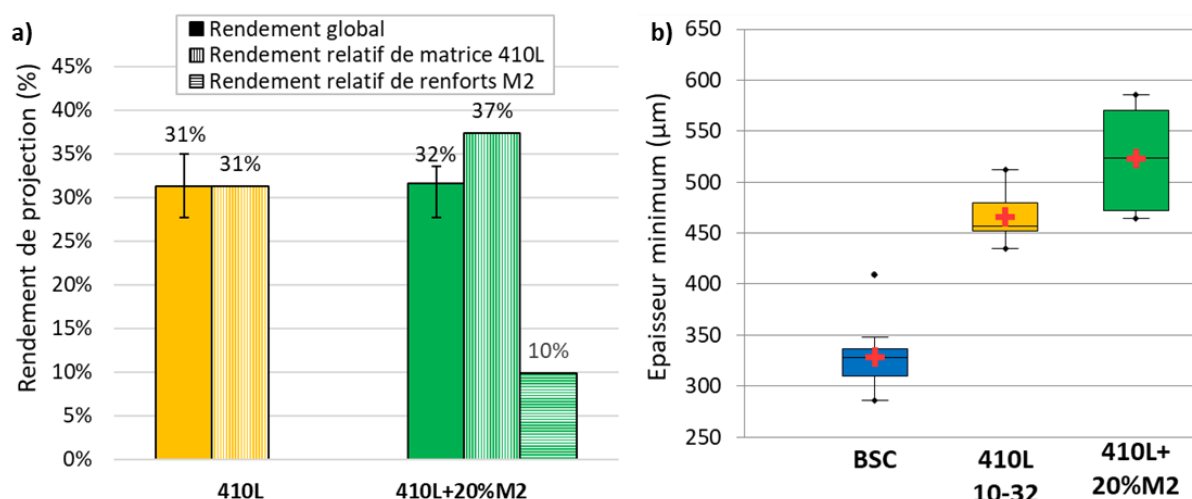 a)
Rendement global
Rendement relatif de matrice 410L
Rendement relatif de renforts M2
Rendement de projection (%)
45%
40%
35%
30%
25%
20%
15%
10%
5%
0%
31%
31%
32%
37%
10%
410L
410L+20%M2
b)
Epaisseur minimum (µm)
650
600
550
500
450
400
350
300
250
BSC
410L
10-32
410L+
20%M2